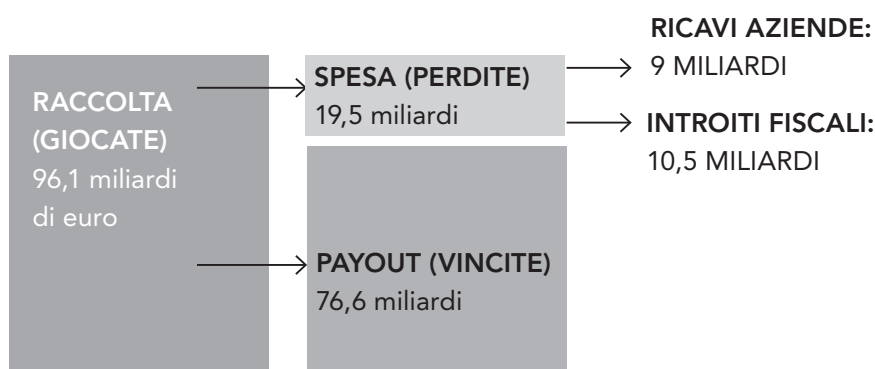 RACCOLTA
(GIOCATE)
96,1 miliardi
di euro
SPESA (PERDITE)
19,5 miliardi
RICAVI AZIENDE:
9 MILIARDI
INTROITI FISCALI:
10,5 MILIARDI
PAYOUT (VINCITE)
76,6 miliardi